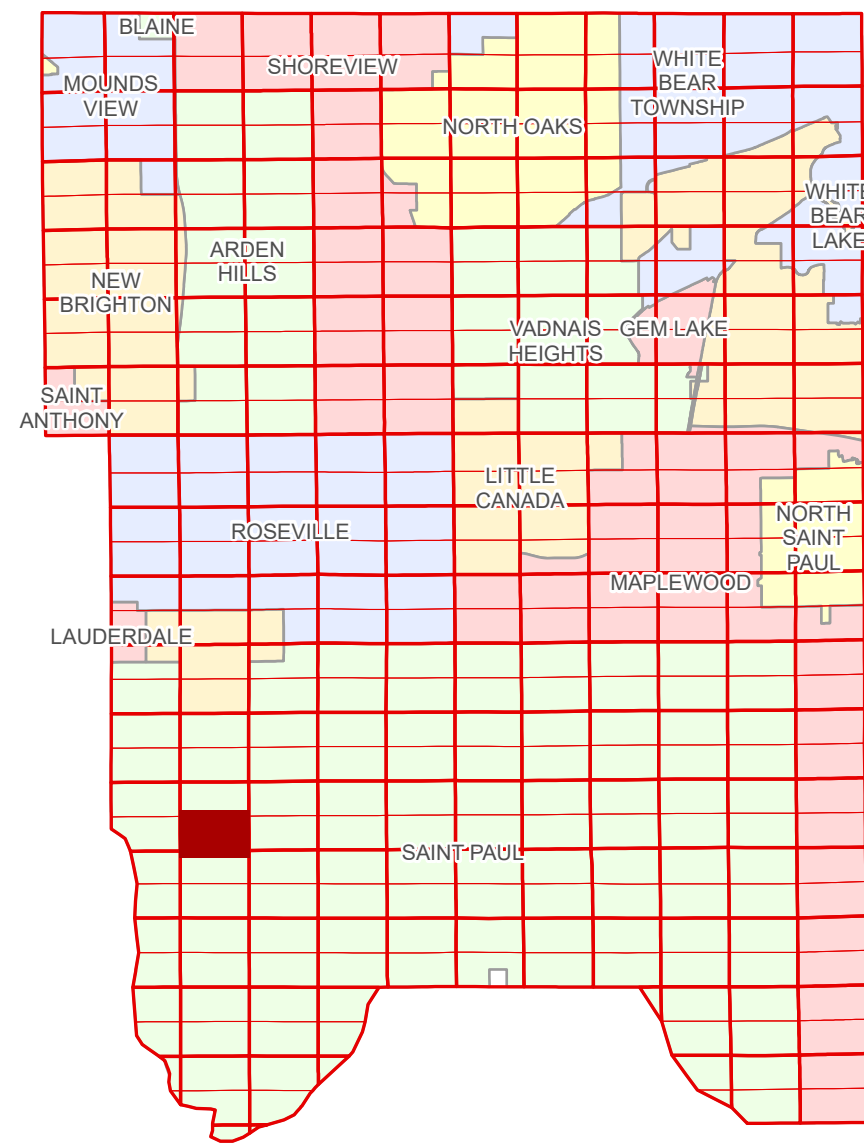 BLAINE
SHOREVIEW
WHITE
BEAR
TOWNSHIP
MOUNDS
VIEW
NORTH OAKS
WHITE
BEAR
LAKE
ARDEN
HILLS
NEW
BRIGHTON
VADNAIS
HEIGHTS
GEM LAKE
SAINT
ANTHONY
LITTLE
CANADA
NORTH
SAINT
PAUL
ROSEVILLE
MAPLEWOOD
LAUDERDALE
SAINT PAUL